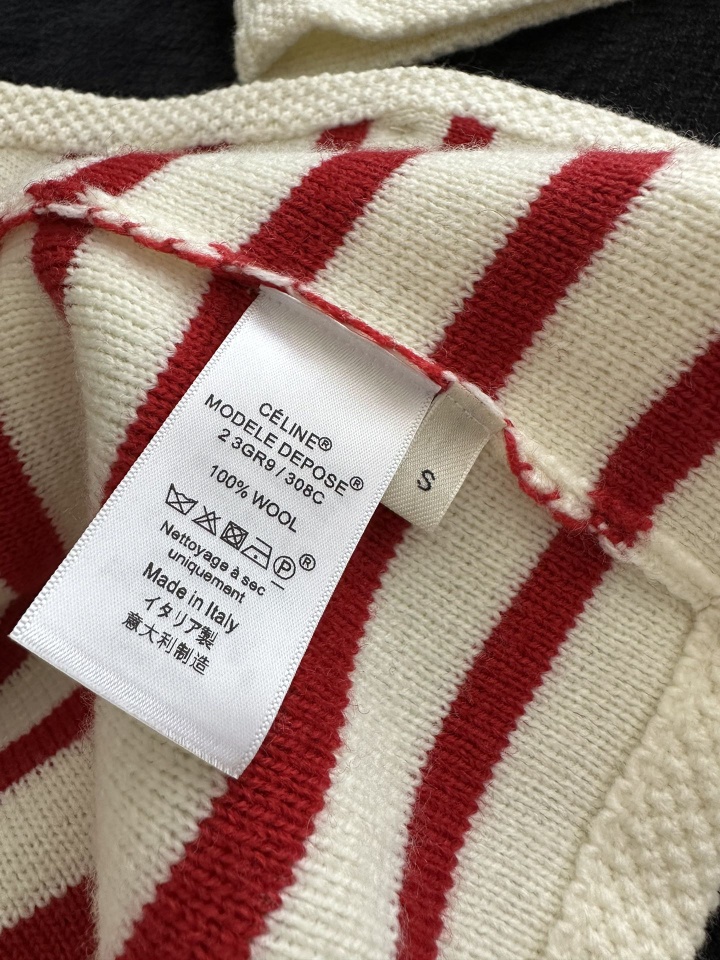 CÉLINE®
MODELE DEPOSE®
2 3GR9 / 308C
100% WOOL
P®
Nettoyage à sec
uniquement
Made in Italy
イタリア製
意大利制造
S